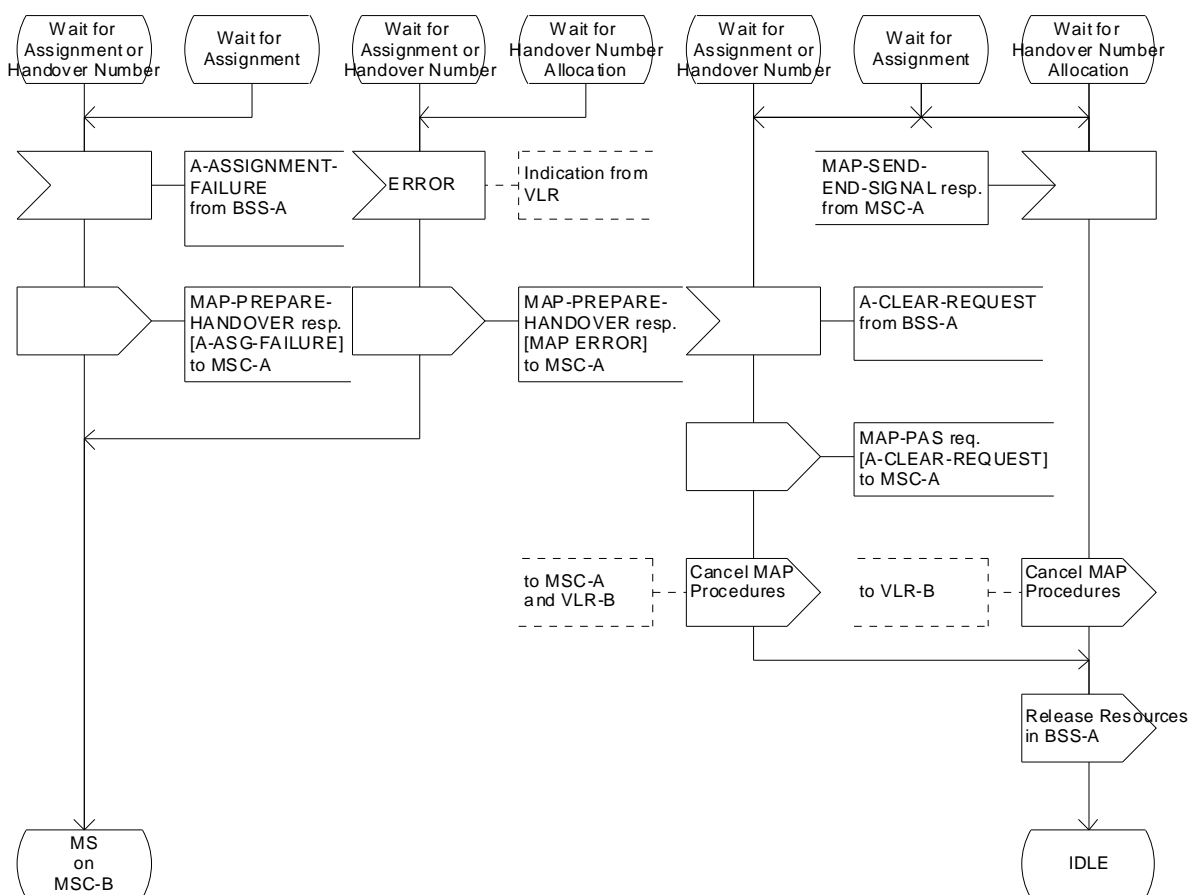 Wait for
Assignment or
Handover Number
Wait for
Assignment
Wait for
Assignment or
Handover Number
Wait for
Handover Number
Allocation
Wait for
Assignment or
Handover Number
Wait for
Assignment
Wait for
Handover Number
Allocation
A-ASSIGNMENT-
FAILURE
from BSS-A
ERROR
Indication from
VLR
MAP-SEND-
END-SIGNAL resp.
from MSC-A
MAP-PREPARE-
HANDOVER resp.
[A-ASG-FAILURE]
to MSC-A
MAP-PREPARE-
HANDOVER resp.
[MAP ERROR]
to MSC-A
A-CLEAR-REQUEST
from BSS-A
MAP-PAS req.
[A-CLEAR-REQUEST]
to MSC-A
to MSC-A
and VLR-B
Cancel MAP
Procedures
to VLR-B
Cancel MAP
Procedures
Release Resources
in BSS-A
MS
on
MSC-B
IDLE